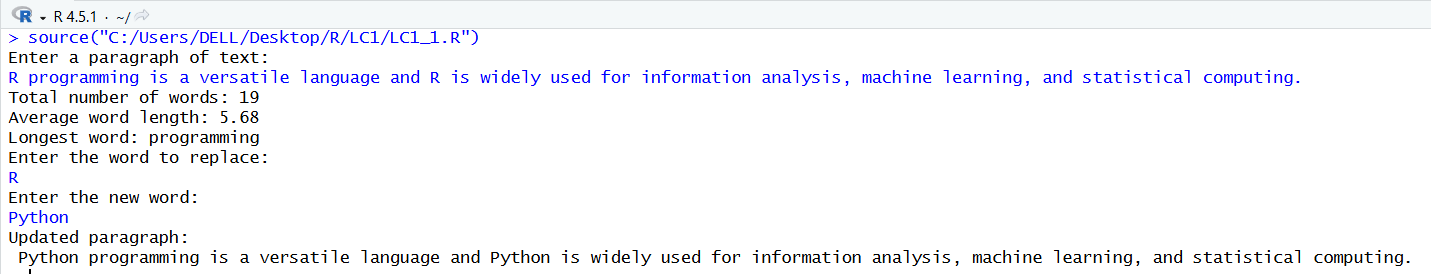 R R 4.5.1 · ~/
> source("C:/Users/DELL/Desktop/R/LC1/LC1_1.R")
Enter a paragraph of text:
R programming is a versatile language and R is widely used for information analysis, machine learning, and statistical computing.
Total number of words: 19
Average word length: 5.68
Longest word: programming
Enter the word to replace:
R
Enter the new word:
Python
Updated paragraph:
Python programming is a versatile language and Python is widely used for information analysis, machine learning, and statistical computing.